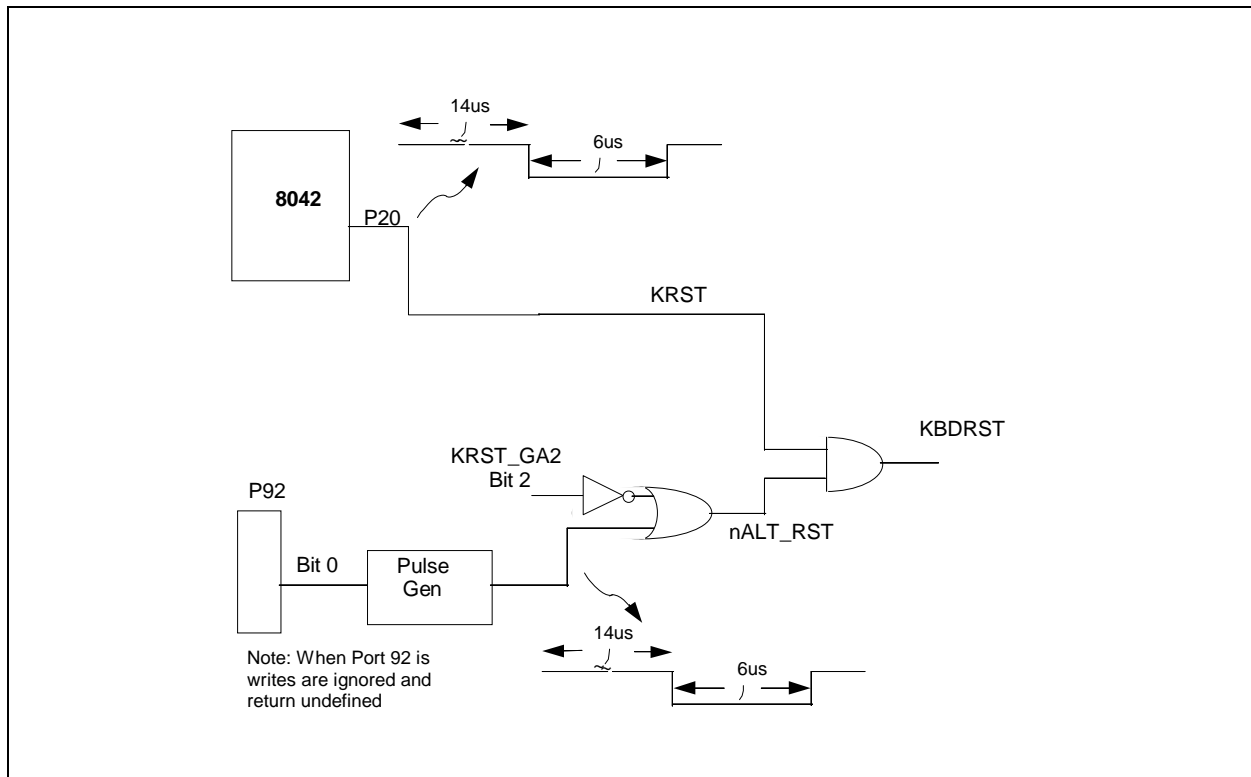 14us
6us
8042
P20
KRST
KBDRST
KRST_GA2
Bit 2
P92
nALT_RST
Bit 0
Pulse
Gen
14us
6us
Note: When Port 92 is
writes are ignored and
return undefined